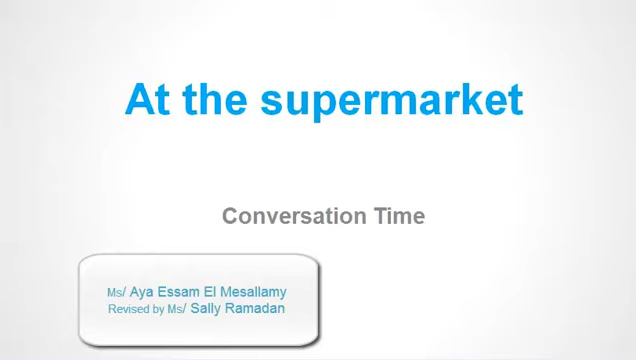 At the supermarket
Conversation Time
Ms/ Aya Essam El Mesallamy
Revised by Ms/ Sally Ramadan